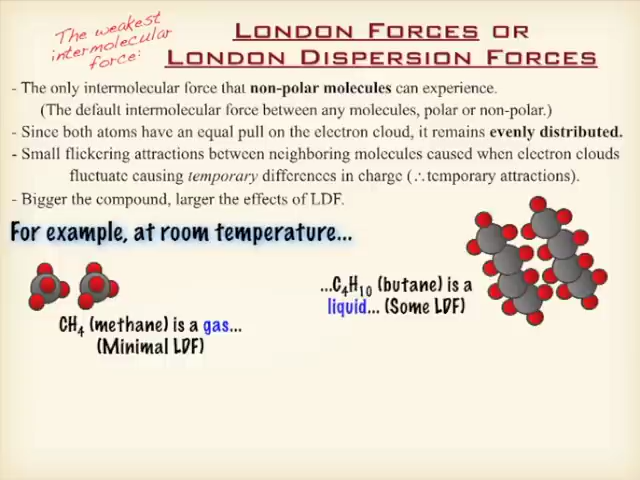 The weakest
intermolecular
force:
London Forces or
London Dispersion Forces
- The only intermolecular force that non-polar molecules can experience.
(The default intermolecular force between any molecules, polar or non-polar.)
- Since both atoms have an equal pull on the electron cloud, it remains evenly distributed.
- Small flickering attractions between neighboring molecules caused when electron clouds
fluctuate causing temporary differences in charge (∴temporary attractions).
- Bigger the compound, larger the effects of LDF.
For example, at room temperature...
CH₄ (methane) is a gas...
(Minimal LDF)
...C₄H₁₀ (butane) is a
liquid... (Some LDF)